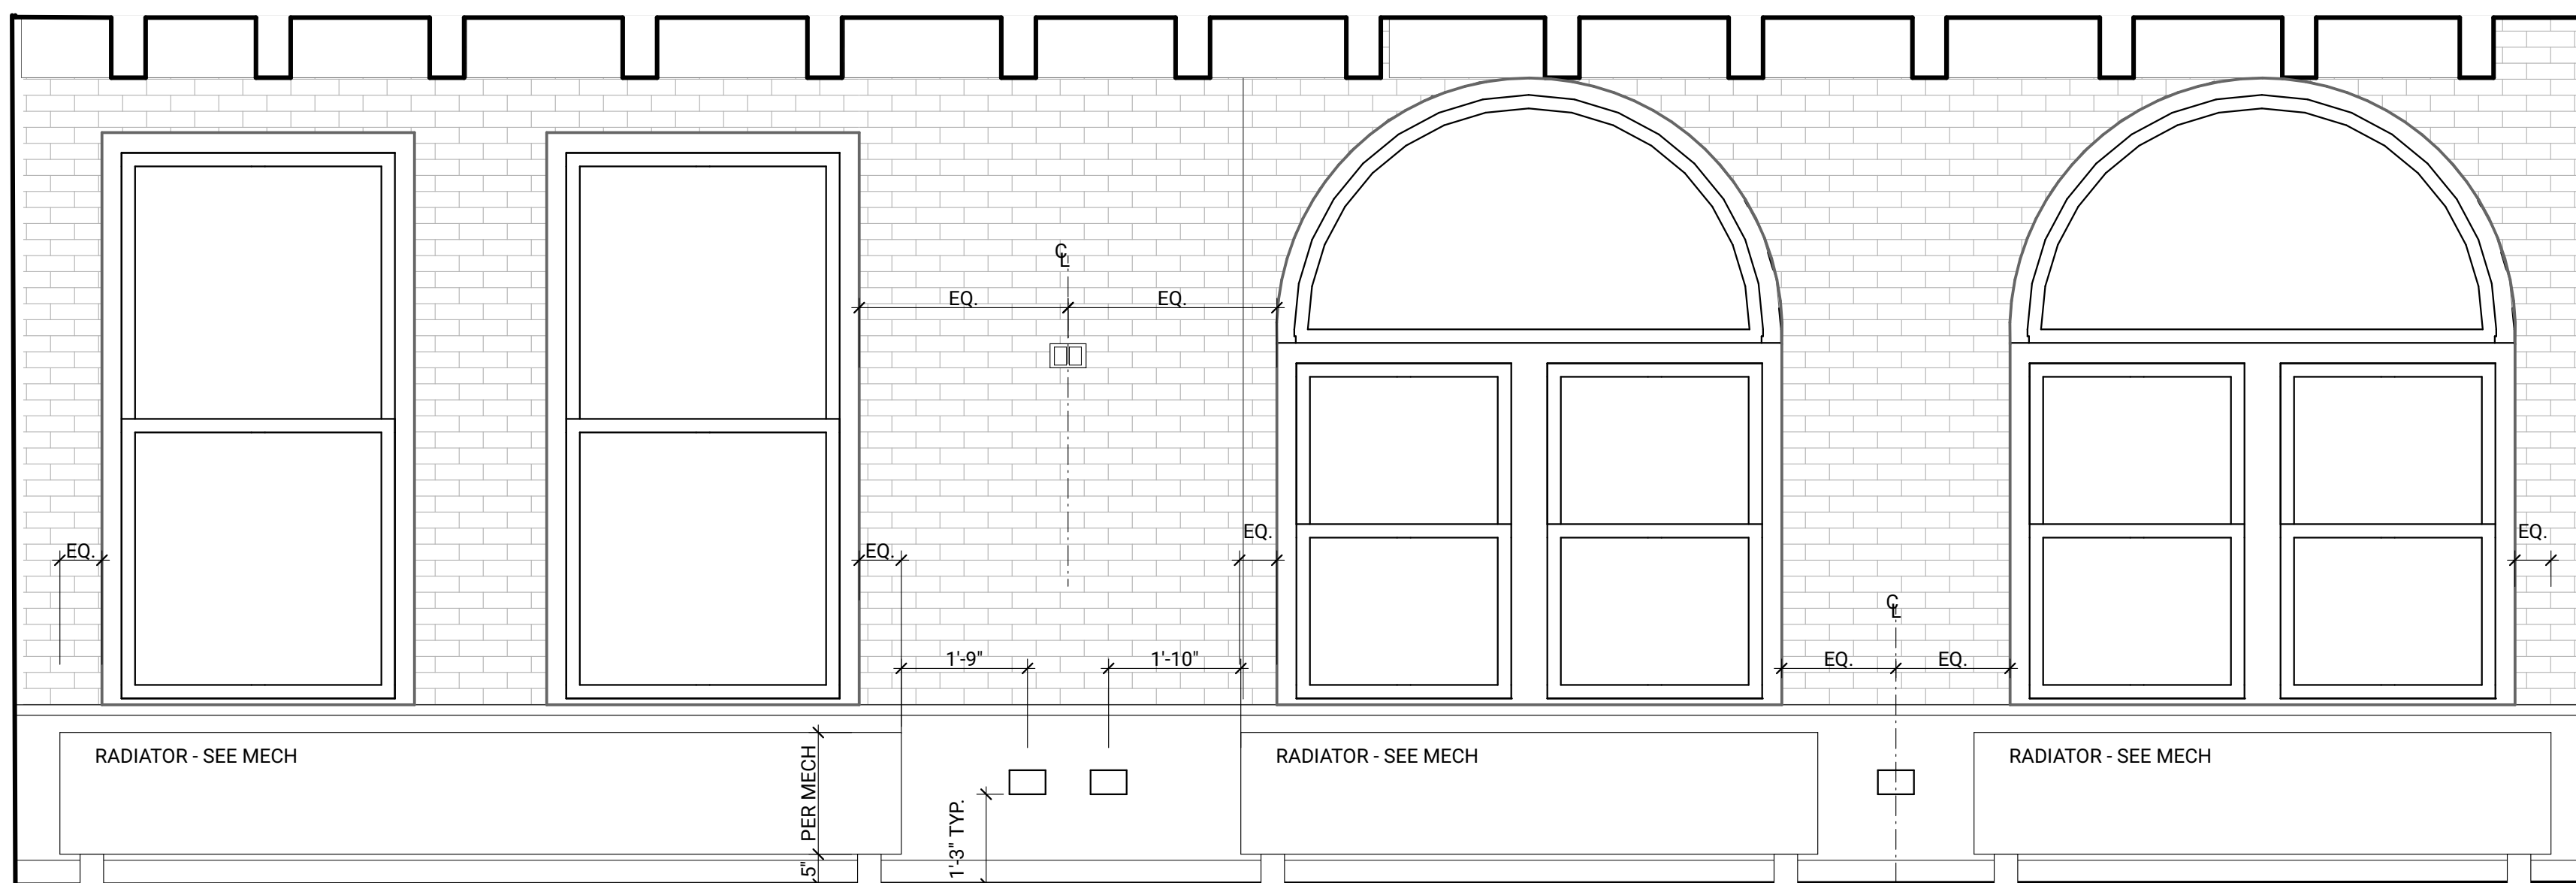 ℄
EQ.
EQ.
EQ.
EQ.
EQ.
EQ.
℄
1'-9"
1'-10"
EQ.
EQ.
RADIATOR - SEE MECH
PER MECH
RADIATOR - SEE MECH
RADIATOR - SEE MECH
5"
1'-3" TYP.